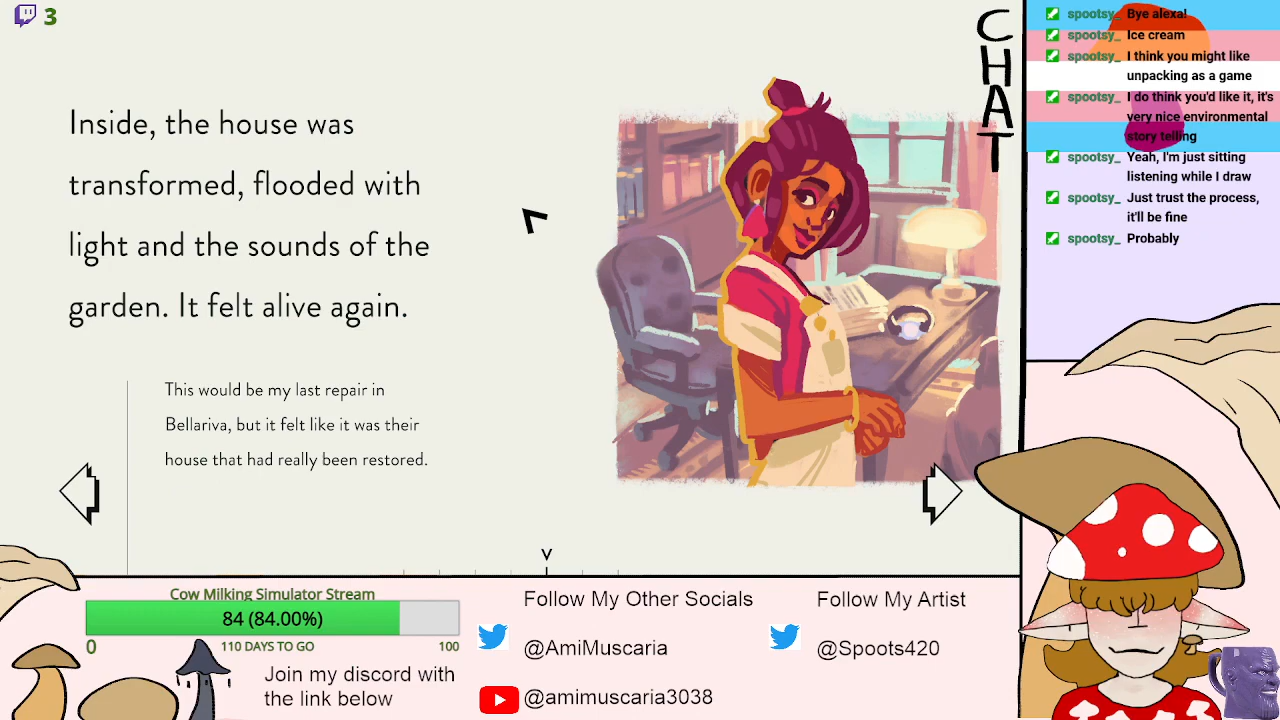 3
Inside, the house was
transformed, flooded with
light and the sounds of the
garden. It felt alive again.
This would be my last repair in
Bellariva, but it felt like it was their
house that had really been restored.
CHAT
spootsy_ Bye alexa!
spootsy_ Ice cream
spootsy_ I think you might like
unpacking as a game
spootsy_ I do think you'd like it, it's
very nice environmental
story telling
spootsy_ Yeah, I'm just sitting
listening while I draw
spootsy_ Just trust the process,
it'll be fine
spootsy_ Probably
Cow Milking Simulator Stream
84 (84.00%)
0 110 DAYS TO GO 100
Join my discord with
the link below
Follow My Other Socials
@AmiMuscaria
@amimuscaria3038
Follow My Artist
@Spoots420